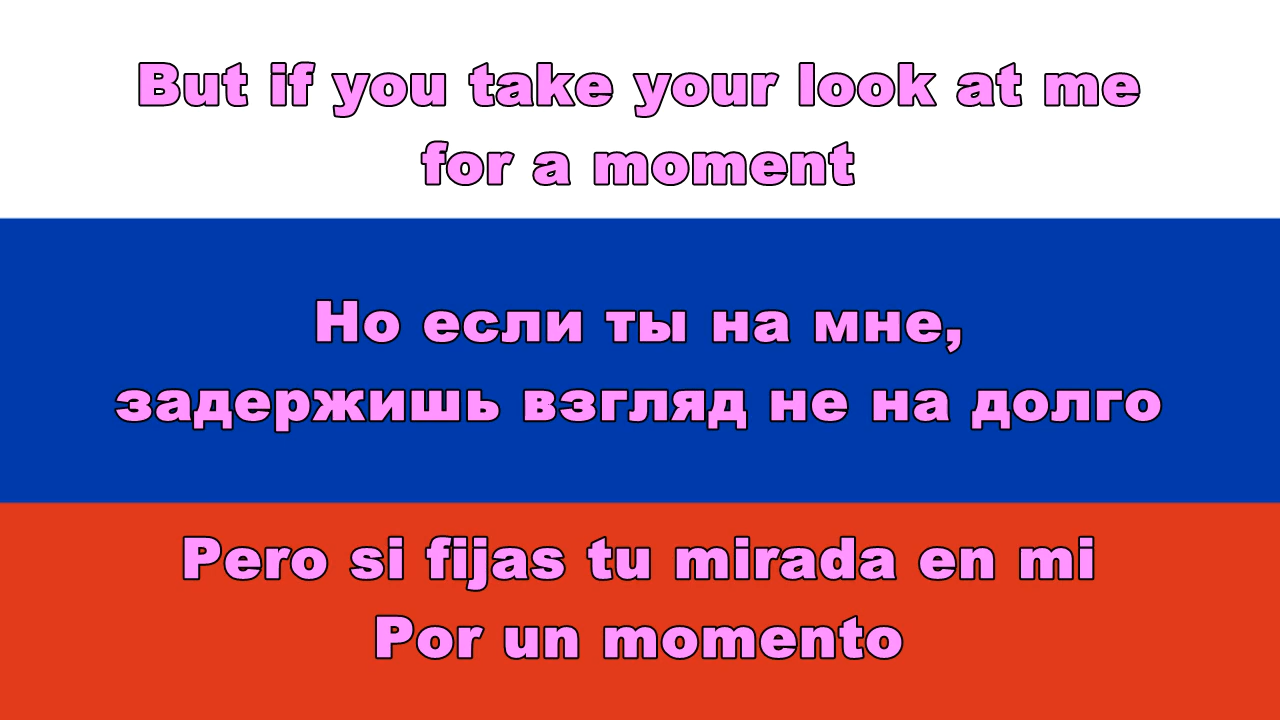 But if you take your look at me
for a moment
Но если ты на мне,
задержишь взгляд не на долго
Pero si fijas tu mirada en mi
Por un momento